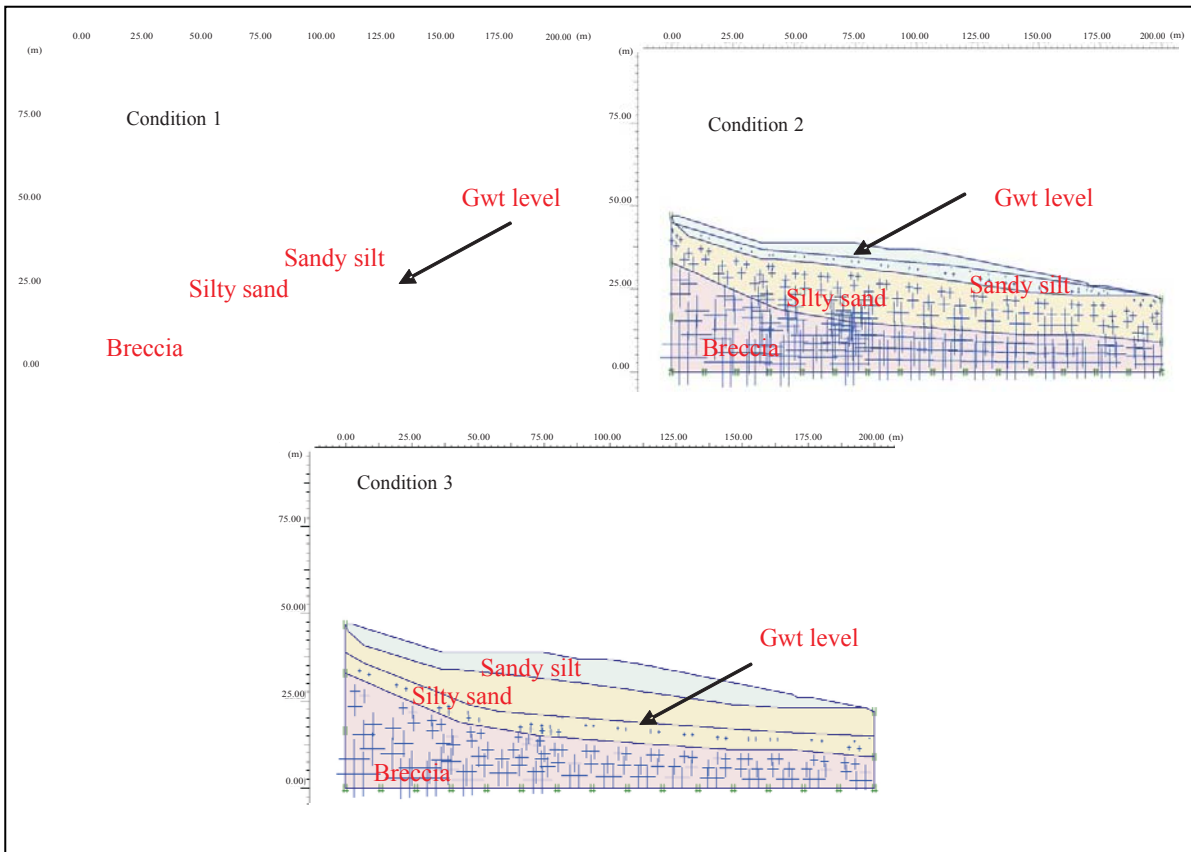 (m) 0.00 25.00 50.00 75.00 100.00 125.00 150.00 175.00 200.00 (m)
75.00
Condition 1
50.00
Gwt level
Sandy silt
25.00
Silty sand
Breccia
0.00
0.00 25.00 50.00 75.00 100.00 125.00 150.00 175.00 200.00 (m)
(m)
75.00
Condition 2
50.00
Gwt level
25.00
Sandy silt
Silty sand
Breccia
0.00
0.00 25.00 50.00 75.00 100.00 125.00 150.00 175.00 200.00 (m)
(m)
Condition 3
75.00
50.00
Gwt level
Sandy silt
25.00
Silty sand
Breccia
0.00